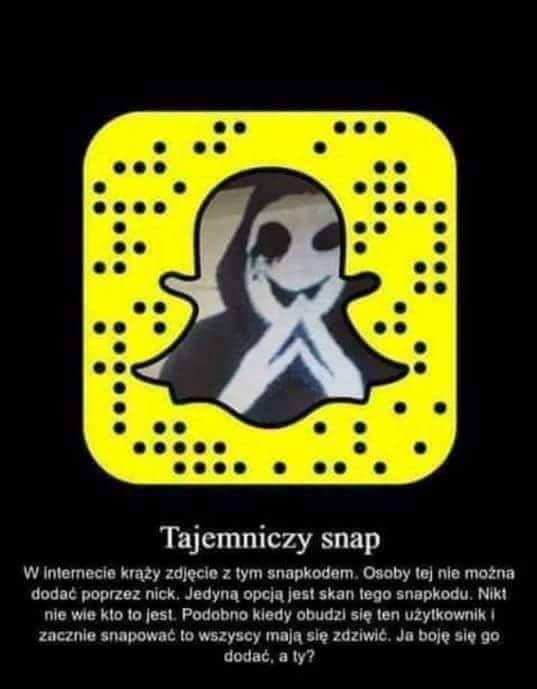 Tajemniczy snap
W internecie krąży zdjęcie z tym snapkodem. Osoby tej nie można
dodać poprzez nick. Jedyną opcją jest skan tego snapkodu. Nikt
nie wie kto to jest. Podobno kiedy obudzi się ten użytkownik i
zacznie snapować to wszyscy mają się zdziwić. Ja boję się go
dodać, a ty?